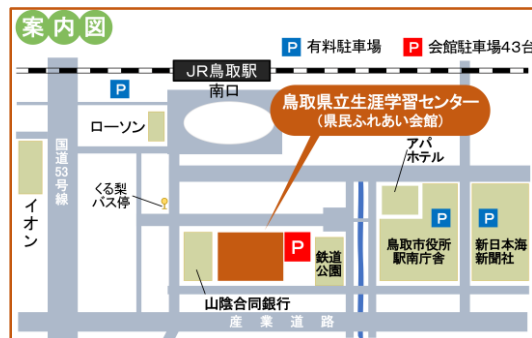 案内図
P 有料駐車場 P 会館駐車場43台
JR鳥取駅
南口
P
鳥取県立生涯学習センター
(県民ふれあい会館)
ローソン
国道53号線
アパ
ホテル
イオン
くる梨
バス停
P
P
P
鳥取市役所
駅南庁舎
新日本海
新聞社
鉄道
公園
山陰合同銀行
産業道路